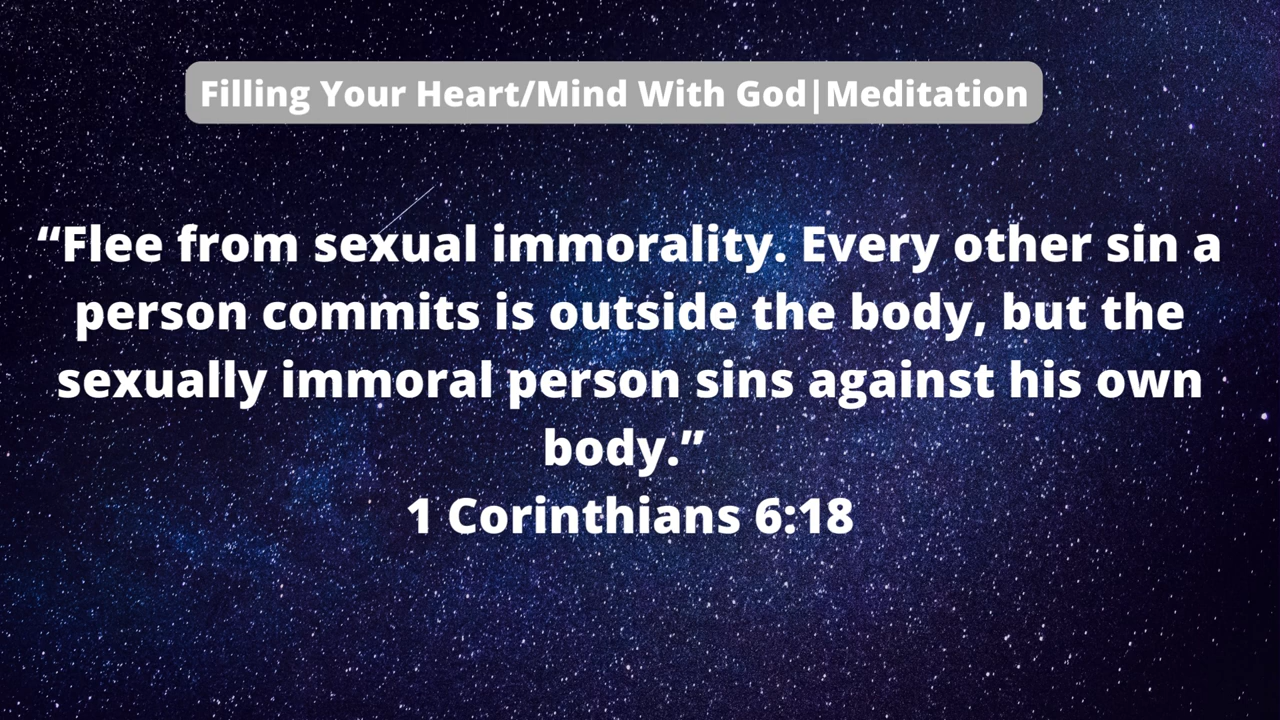 Filling Your Heart/Mind With God|Meditation
“Flee from sexual immorality. Every other sin a
person commits is outside the body, but the
sexually immoral person sins against his own
body.”
1 Corinthians 6:18